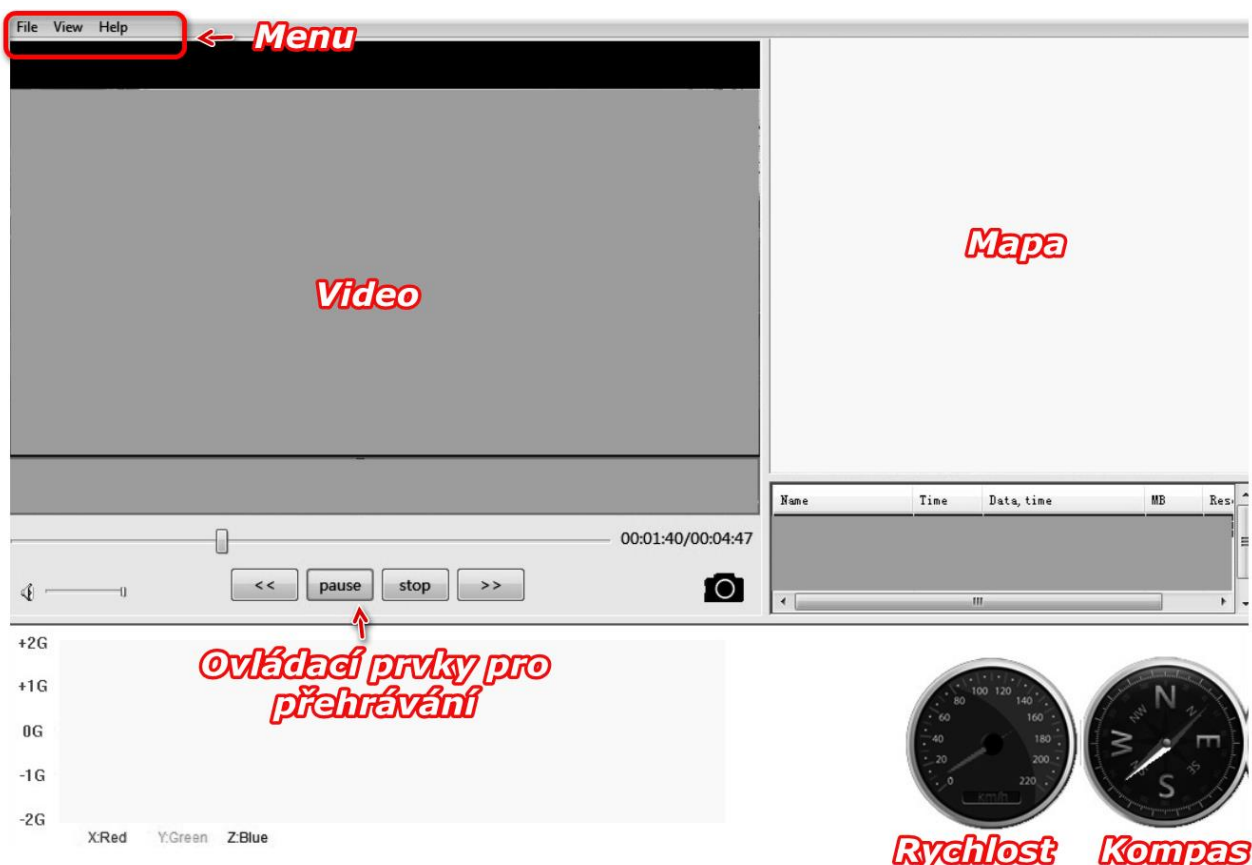 File View Help
Menu
Video
Mapa
Name Time Data, time MB
00:01:40/00:04:47
<< pause stop >>
Ovládací prvky pro
přehrávání
+2G
+1G
0G
-1G
-2G
X:Red Y:Green Z:Blue
0 20 40 60 80 100 120 140 160 180 200 220
km/h
N
NW
W E
SE
S
Rychlost Kompas